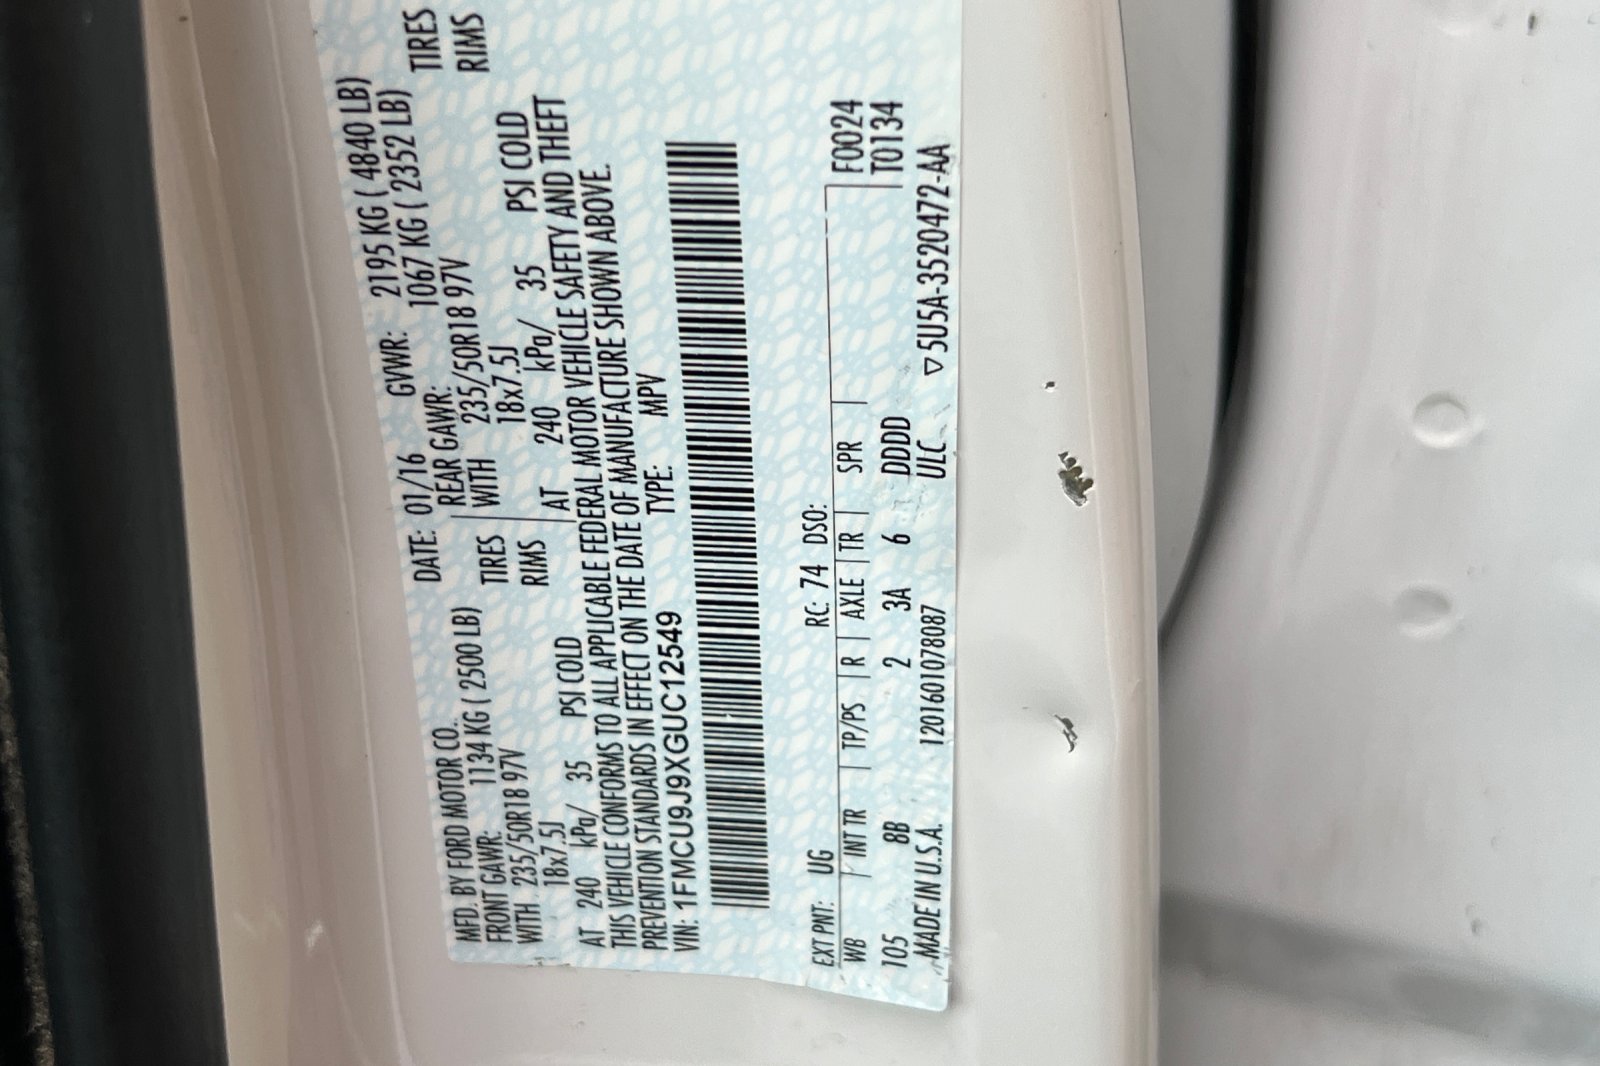 MFD. BY FORD MOTOR CO. DATE: 01/16 GVWR: 2195 KG ( 4840 LB)
FRONT GAWR: 1134 KG ( 2500 LB) REAR GAWR: 1067 KG ( 2352 LB)
WITH 235/50R18 97V TIRES WITH 235/50R18 97V TIRES
18x7.5J RIMS 18x7.5J RIMS
AT 240 kPa/ 35 PSI COLD AT 240 kPa/ 35 PSI COLD
THIS VEHICLE CONFORMS TO ALL APPLICABLE FEDERAL MOTOR VEHICLE SAFETY AND THEFT
PREVENTION STANDARDS IN EFFECT ON THE DATE OF MANUFACTURE SHOWN ABOVE.
VIN: 1FMCU9J9XGUC12549 TYPE: MPV
EXT PNT: UG RC: 74 DSO: F0024
WB | INT TR | TP/PS | R | AXLE | TR | SPR | T0134
105 8B 2 3A 6 DDDD
MADE IN U.S.A. 1201601078087 ULC ▽5U5A-3520472-AA